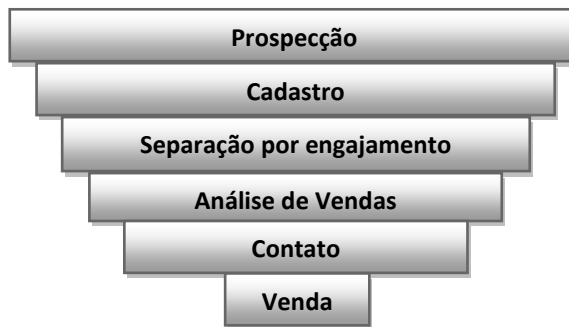 Prospecção
Cadastro
Separação por engajamento
Análise de Vendas
Contato
Venda